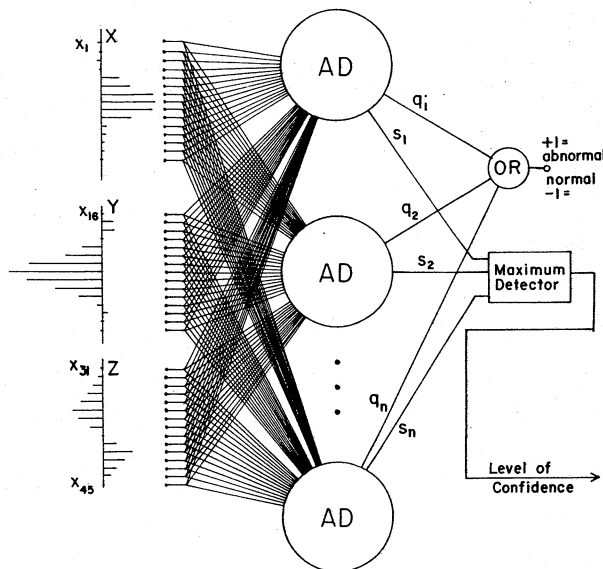 x₁ X
AD
q₁
s₁
+1=
abnormal
OR
normal
-1=
x₁₆ Y
q₂
AD
s₂
Maximum
Detector
x₃₁ Z
qₙ
sₙ
Level of
Confidence
x₄₅
AD